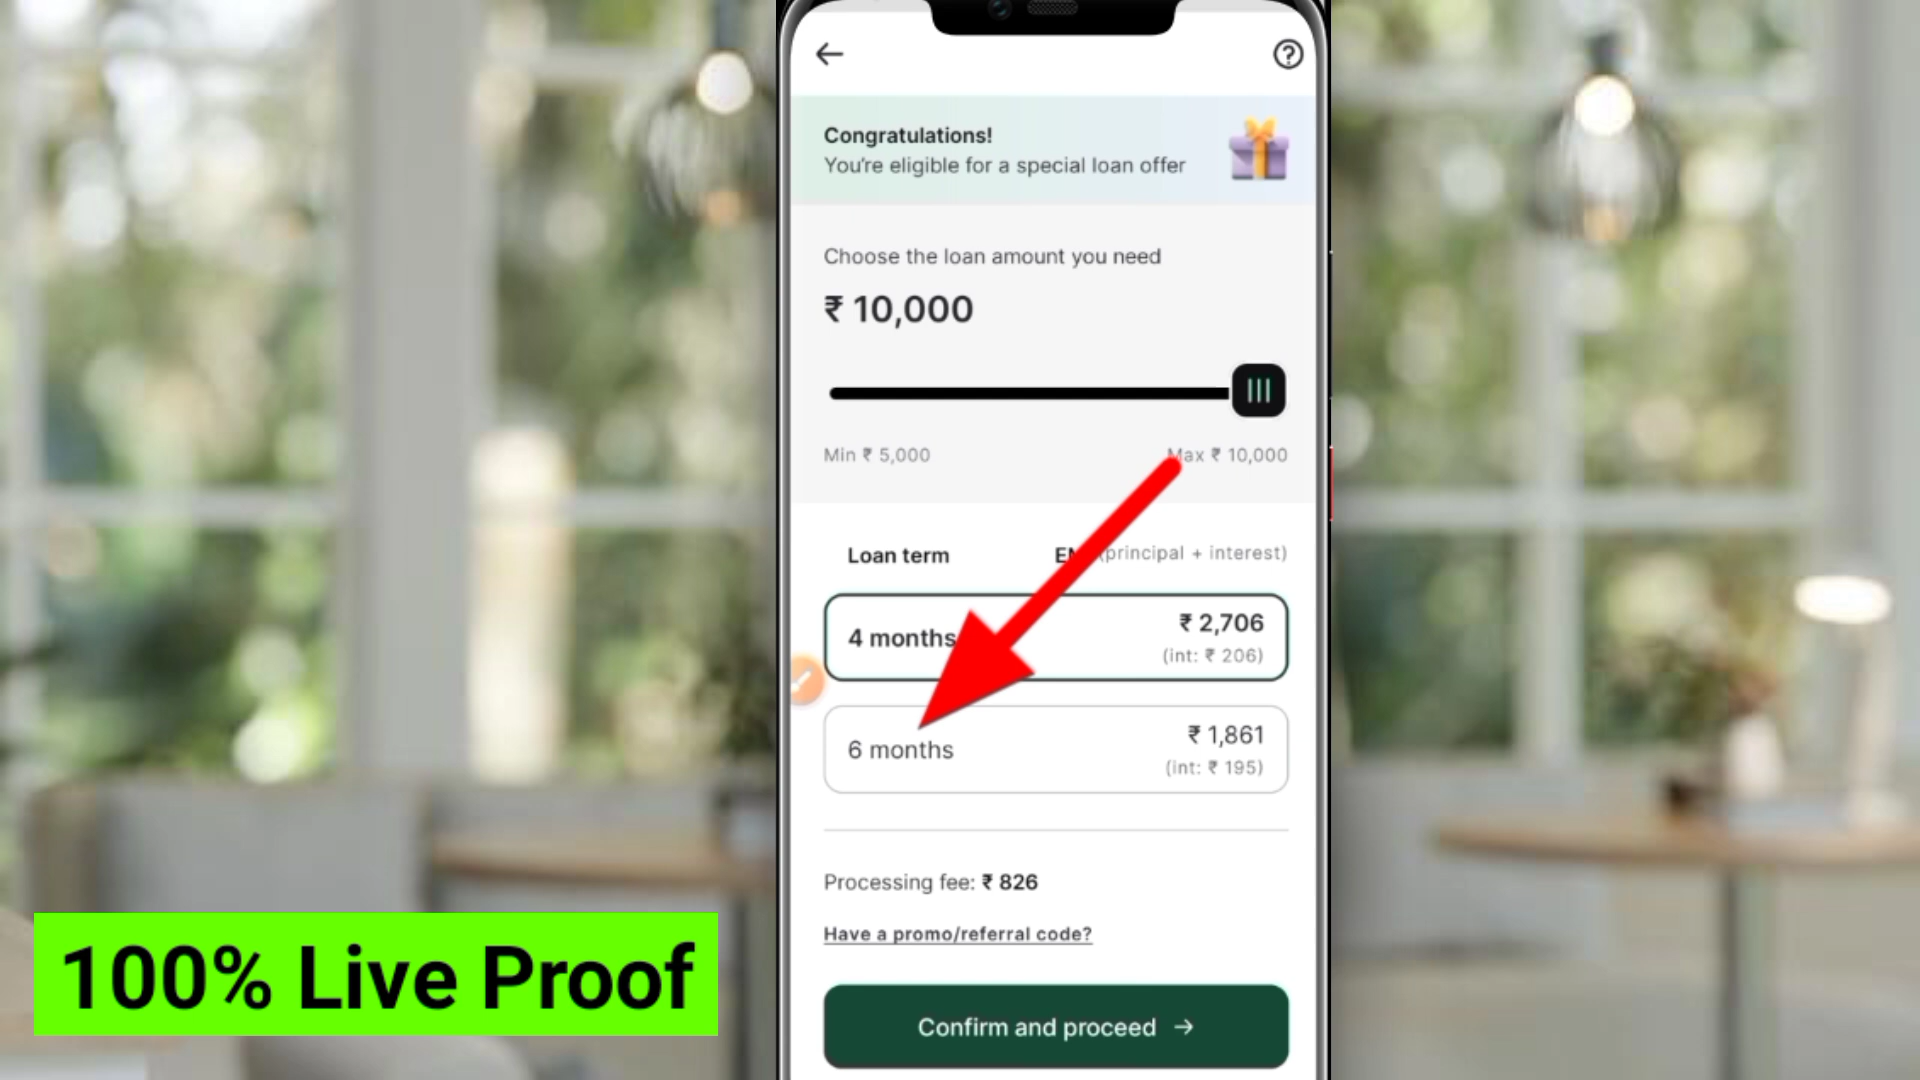 Congratulations!
You're eligible for a special loan offer
Choose the loan amount you need
₹ 10,000
Min ₹ 5,000
Max ₹ 10,000
Loan term
(principal + interest)
4 months
₹ 2,706
(int: ₹ 206)
6 months
₹ 1,861
(int: ₹ 195)
Processing fee: ₹ 826
Have a promo/referral code?
Confirm and proceed →
100% Live Proof